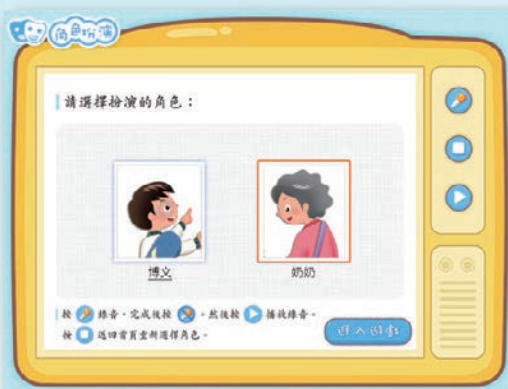 角色扮演
請選擇扮演的角色：
博文 奶奶
按 錄音，完成後按 ，然後按 播放錄音。
按 返回首頁重新選擇角色。
進入遊戲